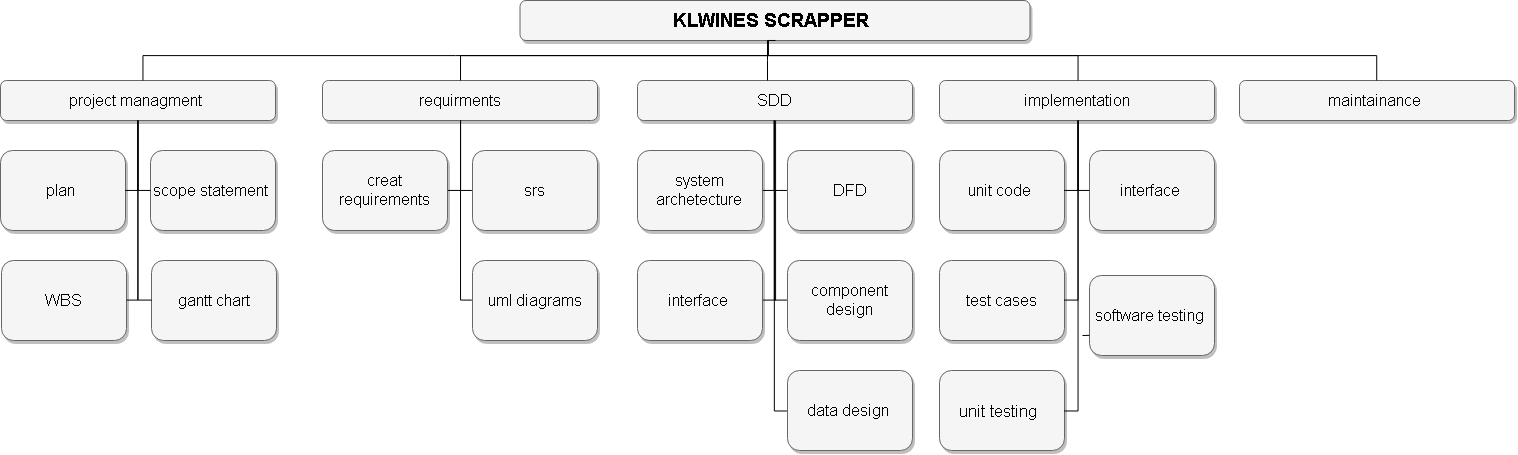 KLWINES SCRAPPER
project managment
requirments
SDD
implementation
maintainance
plan
scope statement
creat
requirements
srs
system
archetecture
DFD
unit code
interface
WBS
gantt chart
uml diagrams
interface
component
design
test cases
software testing
data design
unit testing